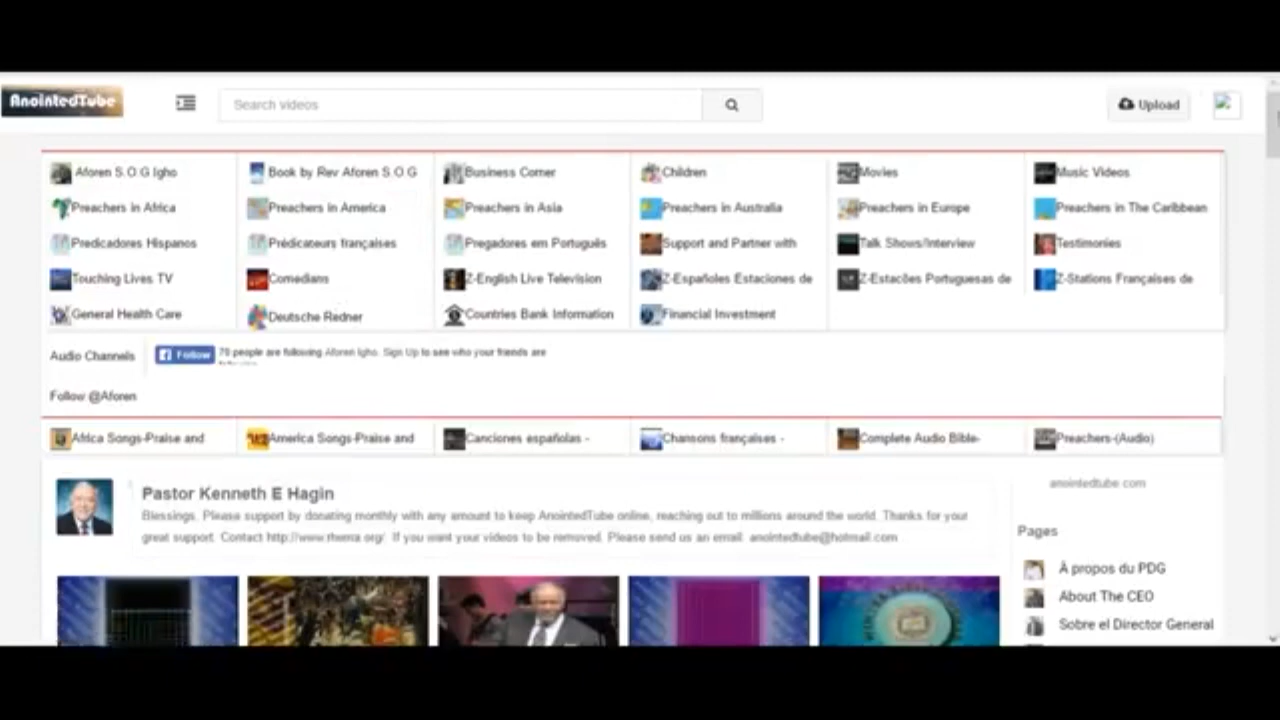 AnointedTube
Search videos
Upload
Aforen S.O.G Igho
Book by Rev Aforen S.O.G
Business Corner
Children
Movies
Music Videos
Preachers in Africa
Preachers in America
Preachers in Asia
Preachers in Australia
Preachers in Europe
Preachers in The Caribbean
Predicadores Hispanos
Prédicateurs françaises
Pregadores em Português
Support and Partner with
Talk Shows/Interview
Testimonies
Touching Lives TV
Comedians
Z-English Live Television
Z-Españoles Estaciones de
Z-Estacões Portuguesas de
Z-Stations Françaises de
General Health Care
Deutsche Redner
Countries Bank Information
Financial Investment
Audio Channels
Follow
70 people are following Aforen Igho. Sign Up to see who your friends are
Follow @Aforen
Africa Songs-Praise and
America Songs-Praise and
Canciones españolas -
Chansons françaises -
Complete Audio Bible-
Preachers-(Audio)
Pastor Kenneth E Hagin
Blessings. Please support by donating monthly with any amount to keep AnointedTube online, reaching out to millions around the world. Thanks for your
great support. Contact http://www.rhema.org/. If you want your videos to be removed. Please send us an email: anointedtube@hotmail.com
anointedtube.com
Pages
À propos du PDG
About The CEO
Sobre el Director General